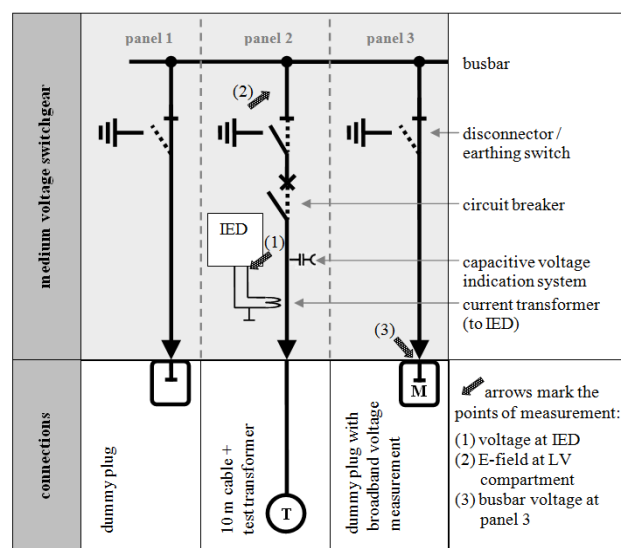 panel 1
panel 2
panel 3
busbar
(2)
disconnector /
earthing switch
circuit breaker
IED
(1)
capacitive voltage
indication system
current transformer
(to IED)
(3)
medium voltage switchgear
M
arrows mark the
points of measurement:
(1) voltage at IED
(2) E-field at LV
compartment
(3) busbar voltage at
panel 3
connections
dummy plug
10 m cable +
test transformer
T
dummy plug with
broadband voltage
measurement